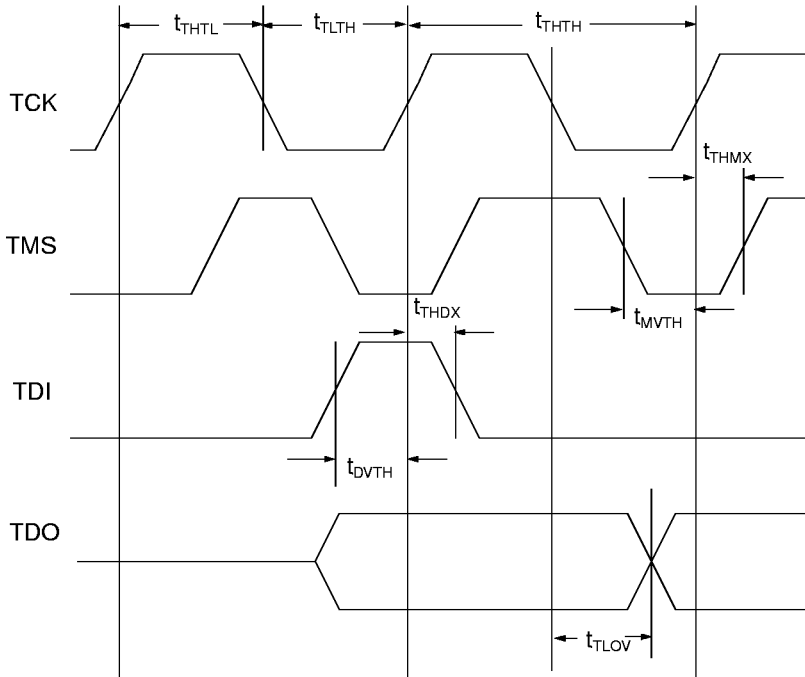 tTHTL tTLTH tTHTH
TCK
tTHMX
TMS
tTHDX tMVTH
TDI
tDVTH
TDO
tTLOV